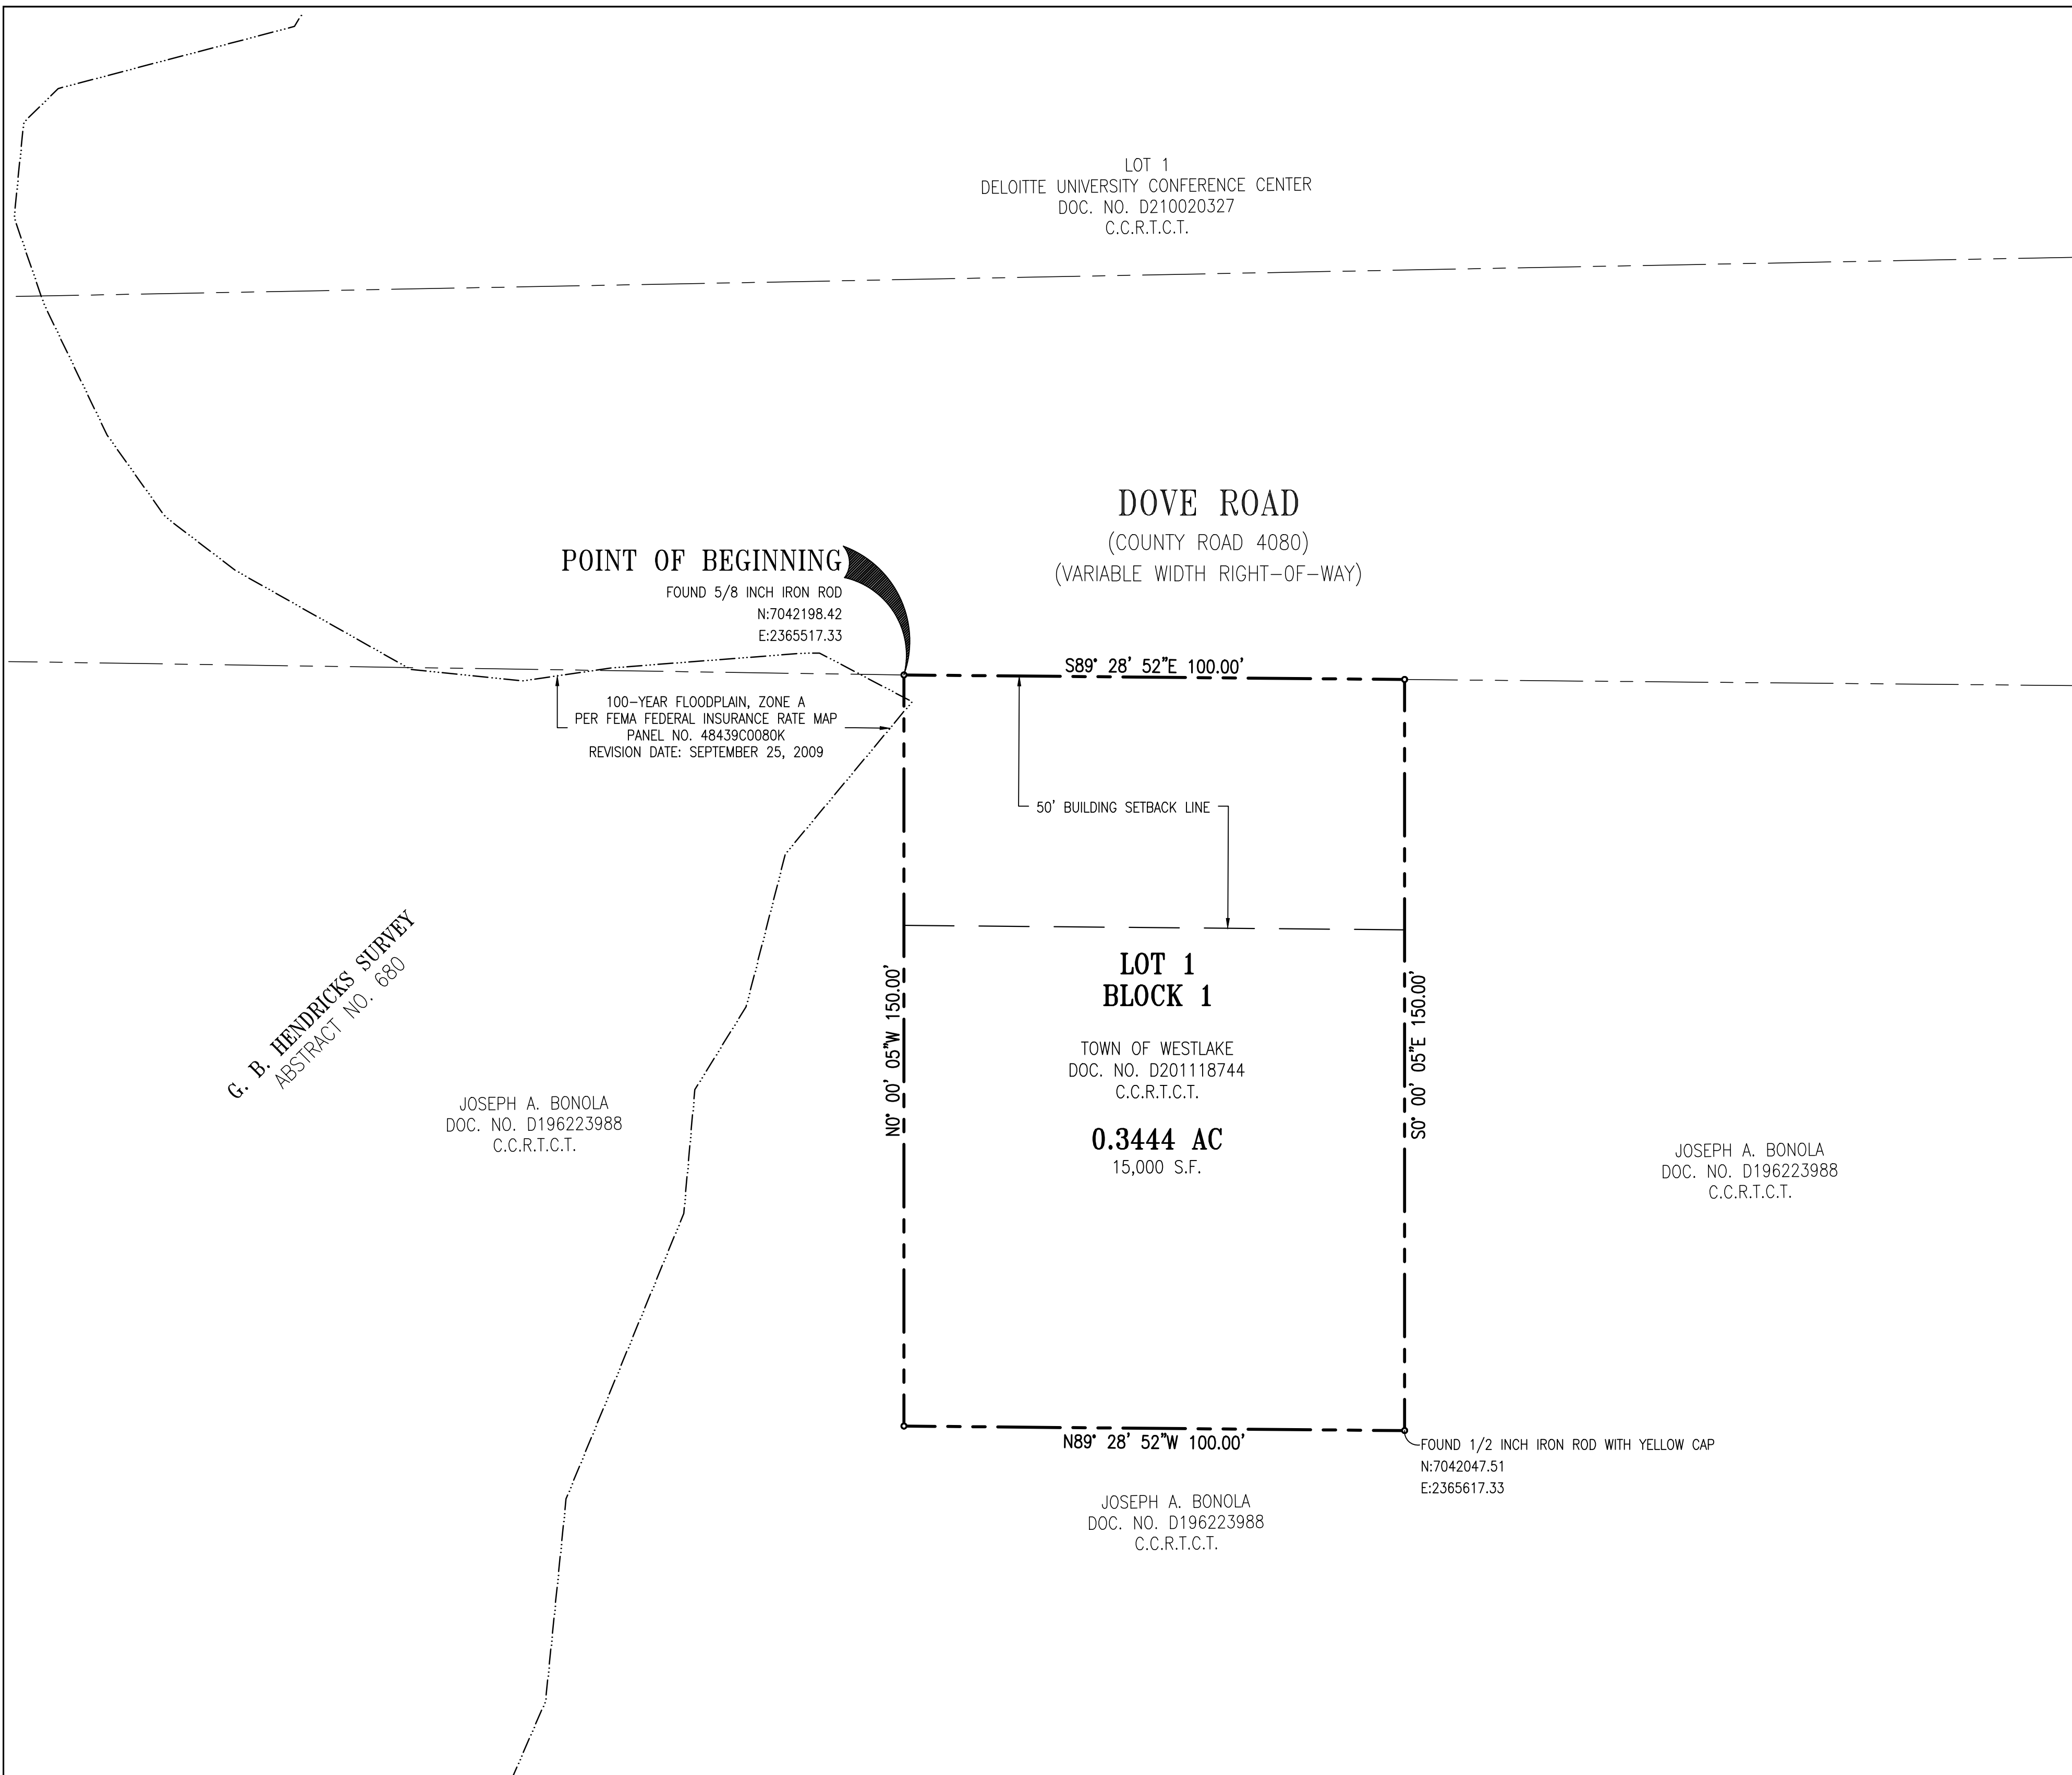 LOT 1
DELOITTE UNIVERSITY CONFERENCE CENTER
DOC. NO. D210020327
C.C.R.T.C.T.
DOVE ROAD
(COUNTY ROAD 4080)
(VARIABLE WIDTH RIGHT-OF-WAY)
POINT OF BEGINNING
FOUND 5/8 INCH IRON ROD
N:7042198.42
E:2365517.33
S89° 28' 52"E 100.00'
100-YEAR FLOODPLAIN, ZONE A
PER FEMA FEDERAL INSURANCE RATE MAP
PANEL NO. 48439C0080K
REVISION DATE: SEPTEMBER 25, 2009
50' BUILDING SETBACK LINE
G. B. HENDRICKS SURVEY
ABSTRACT NO. 680
JOSEPH A. BONOLA
DOC. NO. D196223988
C.C.R.T.C.T.
N0° 00' 05"W 150.00'
LOT 1
BLOCK 1
TOWN OF WESTLAKE
DOC. NO. D201118744
C.C.R.T.C.T.
0.3444 AC
15,000 S.F.
S0° 00' 05"E 150.00'
JOSEPH A. BONOLA
DOC. NO. D196223988
C.C.R.T.C.T.
N89° 28' 52"W 100.00'
FOUND 1/2 INCH IRON ROD WITH YELLOW CAP
N:7042047.51
E:2365617.33
JOSEPH A. BONOLA
DOC. NO. D196223988
C.C.R.T.C.T.